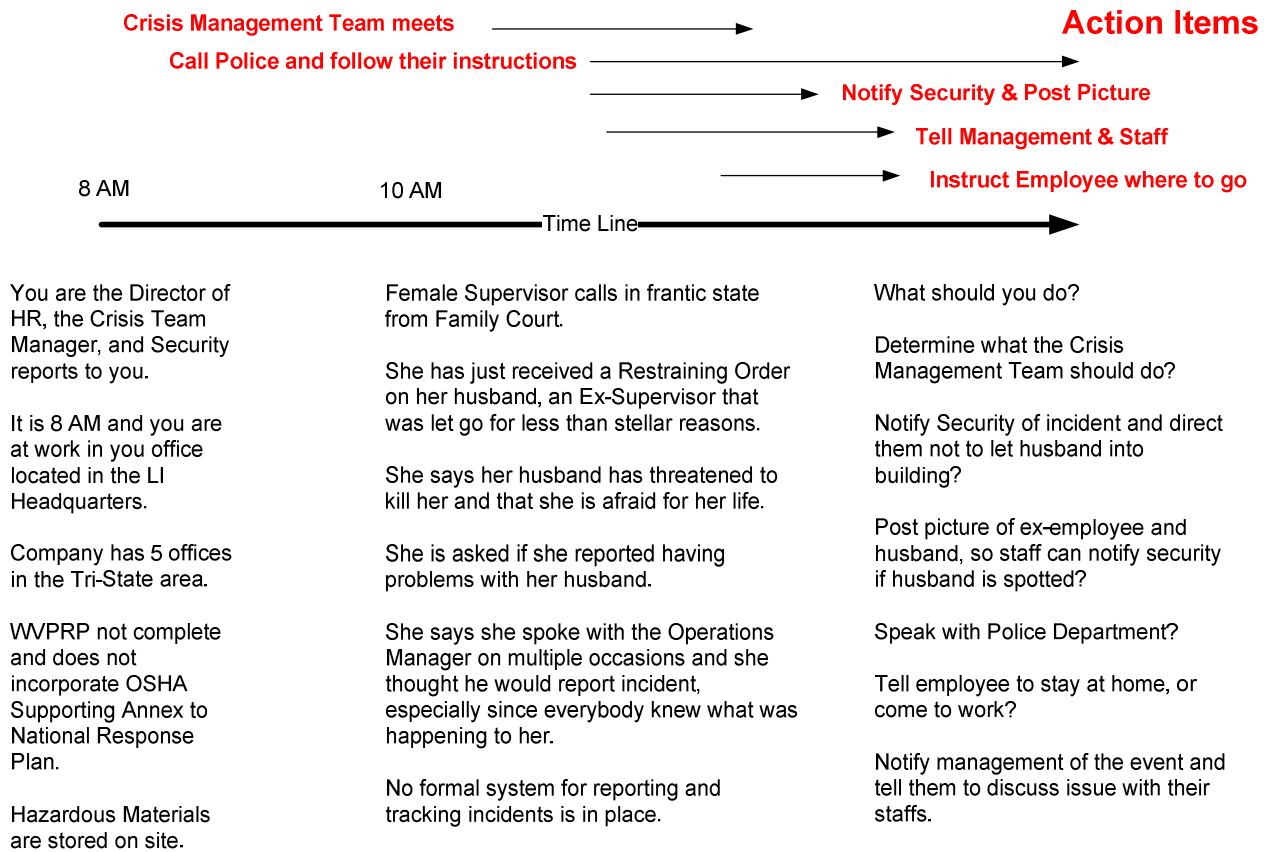 Crisis Management Team meets
Action Items
Call Police and follow their instructions
Notify Security & Post Picture
Tell Management & Staff
Instruct Employee where to go
8 AM
10 AM
Time Line
You are the Director of
HR, the Crisis Team
Manager, and Security
reports to you.
It is 8 AM and you are
at work in you office
located in the LI
Headquarters.
Company has 5 offices
in the Tri-State area.
WVPRP not complete
and does not
incorporate OSHA
Supporting Annex to
National Response
Plan.
Hazardous Materials
are stored on site.
Female Supervisor calls in frantic state
from Family Court.
She has just received a Restraining Order
on her husband, an Ex-Supervisor that
was let go for less than stellar reasons.
She says her husband has threatened to
kill her and that she is afraid for her life.
She is asked if she reported having
problems with her husband.
She says she spoke with the Operations
Manager on multiple occasions and she
thought he would report incident,
especially since everybody knew what was
happening to her.
No formal system for reporting and
tracking incidents is in place.
What should you do?
Determine what the Crisis
Management Team should do?
Notify Security of incident and direct
them not to let husband into
building?
Post picture of ex-employee and
husband, so staff can notify security
if husband is spotted?
Speak with Police Department?
Tell employee to stay at home, or
come to work?
Notify management of the event and
tell them to discuss issue with their
staffs.